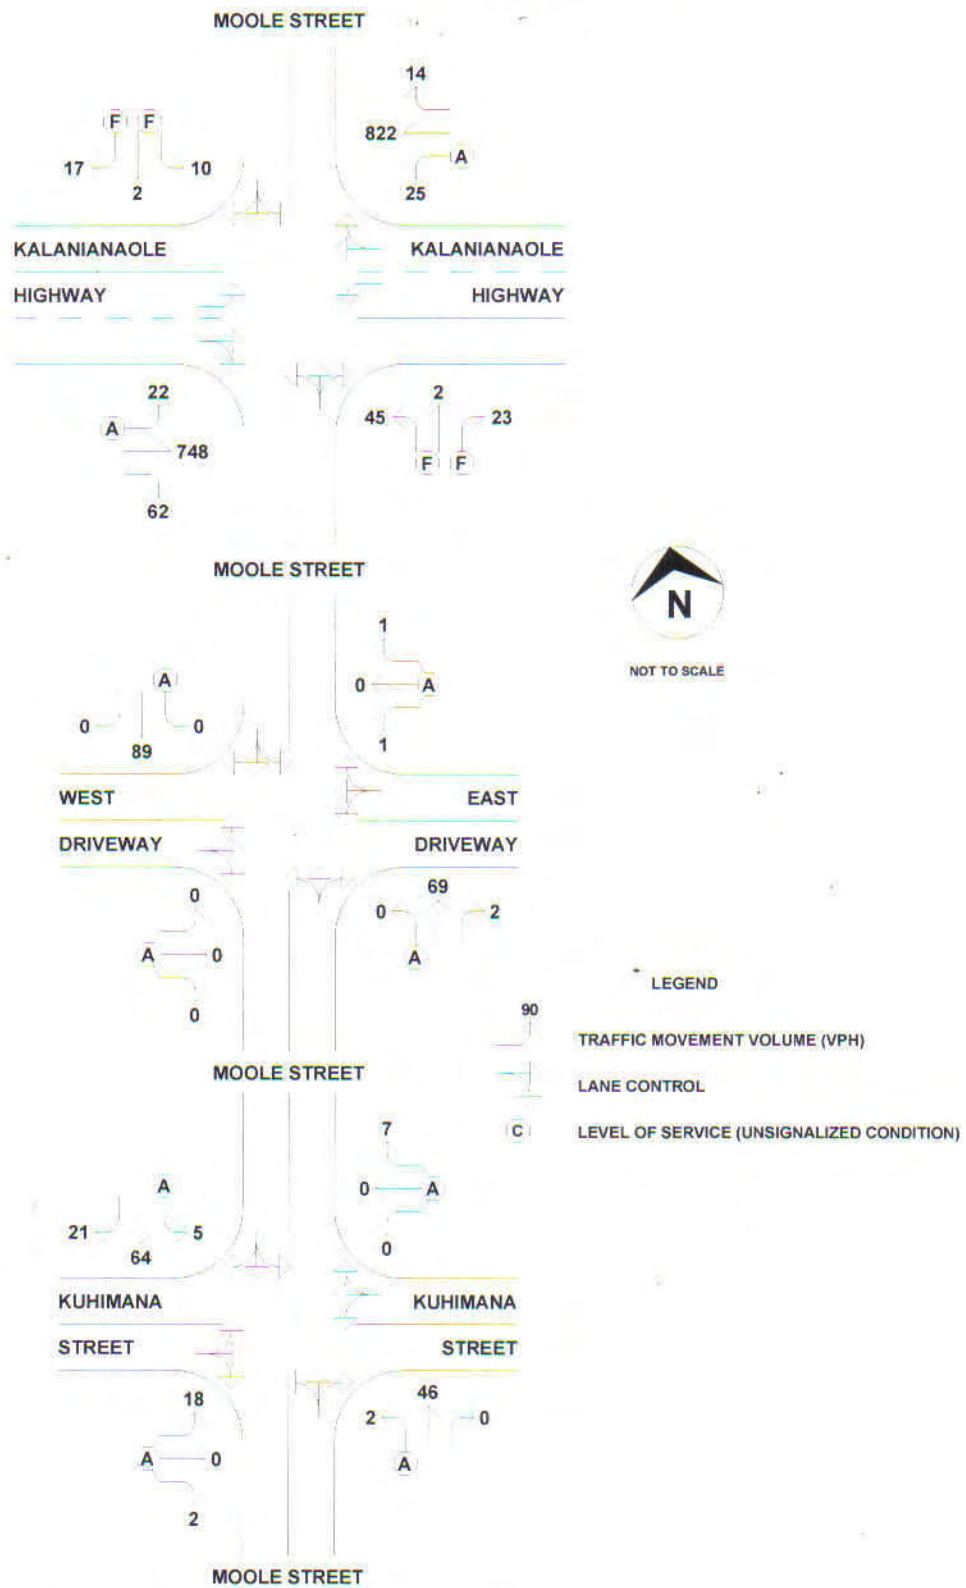 MOOLE STREET
14
F F
822
A
17
10
2
25
KALANIANAOLE
KALANIANAOLE
HIGHWAY
HIGHWAY
22
2
45
23
A
748
F F
62
MOOLE STREET
N
NOT TO SCALE
1
A
0
A
0
0
89
1
WEST
EAST
DRIVEWAY
DRIVEWAY
69
0
0
2
A
0
A
0
LEGEND
90
TRAFFIC MOVEMENT VOLUME (VPH)
MOOLE STREET
LANE CONTROL
C
LEVEL OF SERVICE (UNSIGNALIZED CONDITION)
7
A
0
A
21
5
64
0
KUHIMANA
KUHIMANA
STREET
STREET
18
46
2
0
A
0
A
2
MOOLE STREET